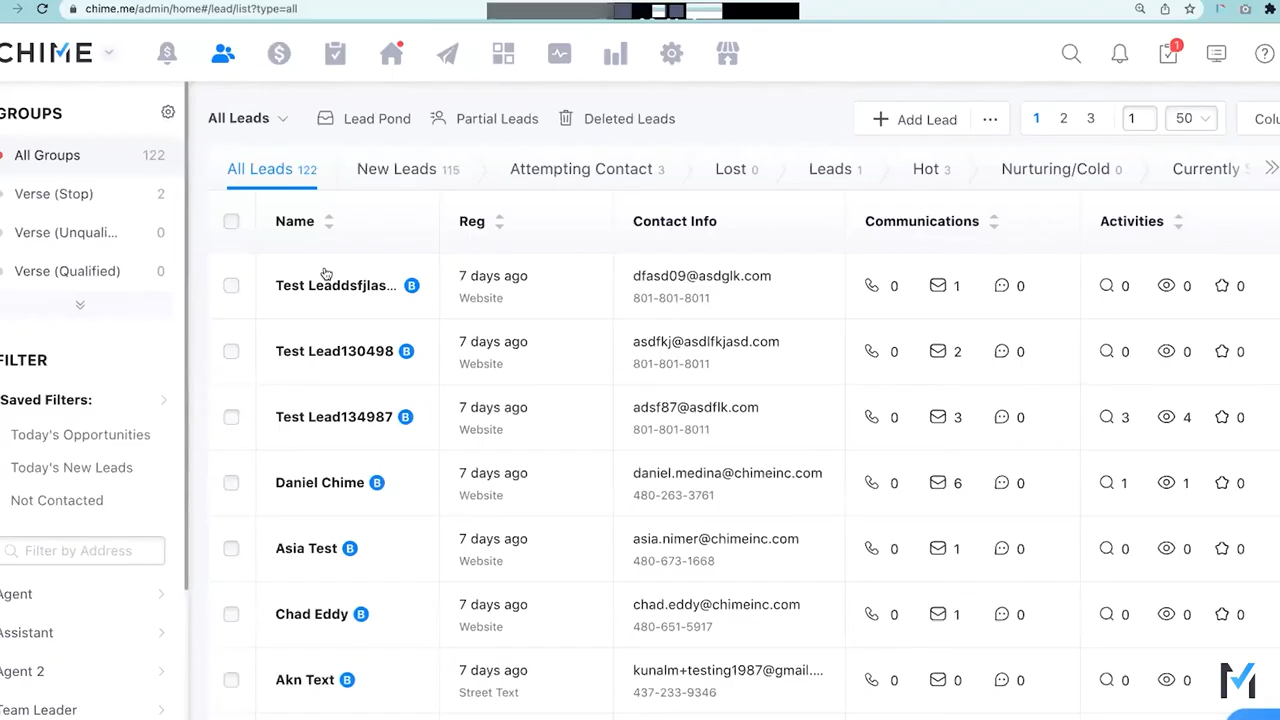 chime.me/admin/home#/lead/list?type=all
CHIME
1
GROUPS
All Groups 122
Verse (Stop) 2
Verse (Unquali... 0
Verse (Qualified) 0
FILTER
Saved Filters:
Today's Opportunities
Today's New Leads
Not Contacted
Filter by Address
Agent
Assistant
Agent 2
Team Leader
All Leads Lead Pond Partial Leads Deleted Leads + Add Lead ... 1 2 3 1 50 Colu
All Leads 122 New Leads 115 Attempting Contact 3 Lost 0 Leads 1 Hot 3 Nurturing/Cold 0 Currently
Name Reg Contact Info Communications Activities
Test Leaddsfjlas... B 7 days ago dfasd09@asdglk.com 0 1 0 0 0 0
Website 801-801-8011
Test Lead130498 B 7 days ago asdfkj@asdlfkjasd.com 0 2 0 0 0 0
Website 801-801-8011
Test Lead134987 B 7 days ago adsf87@asdflk.com 0 3 0 3 4 0
Website 801-801-8011
Daniel Chime B 7 days ago daniel.medina@chimeinc.com 0 6 0 1 1 0
Website 480-263-3761
Asia Test B 7 days ago asia.nimer@chimeinc.com 0 1 0 0 0 0
Website 480-673-1668
Chad Eddy B 7 days ago chad.eddy@chimeinc.com 0 1 0 0 0 0
Website 480-651-5917
Akn Text B 7 days ago kunalm+testing1987@gmail.... 0 0 0 0 0 0
Street Text 437-233-9346